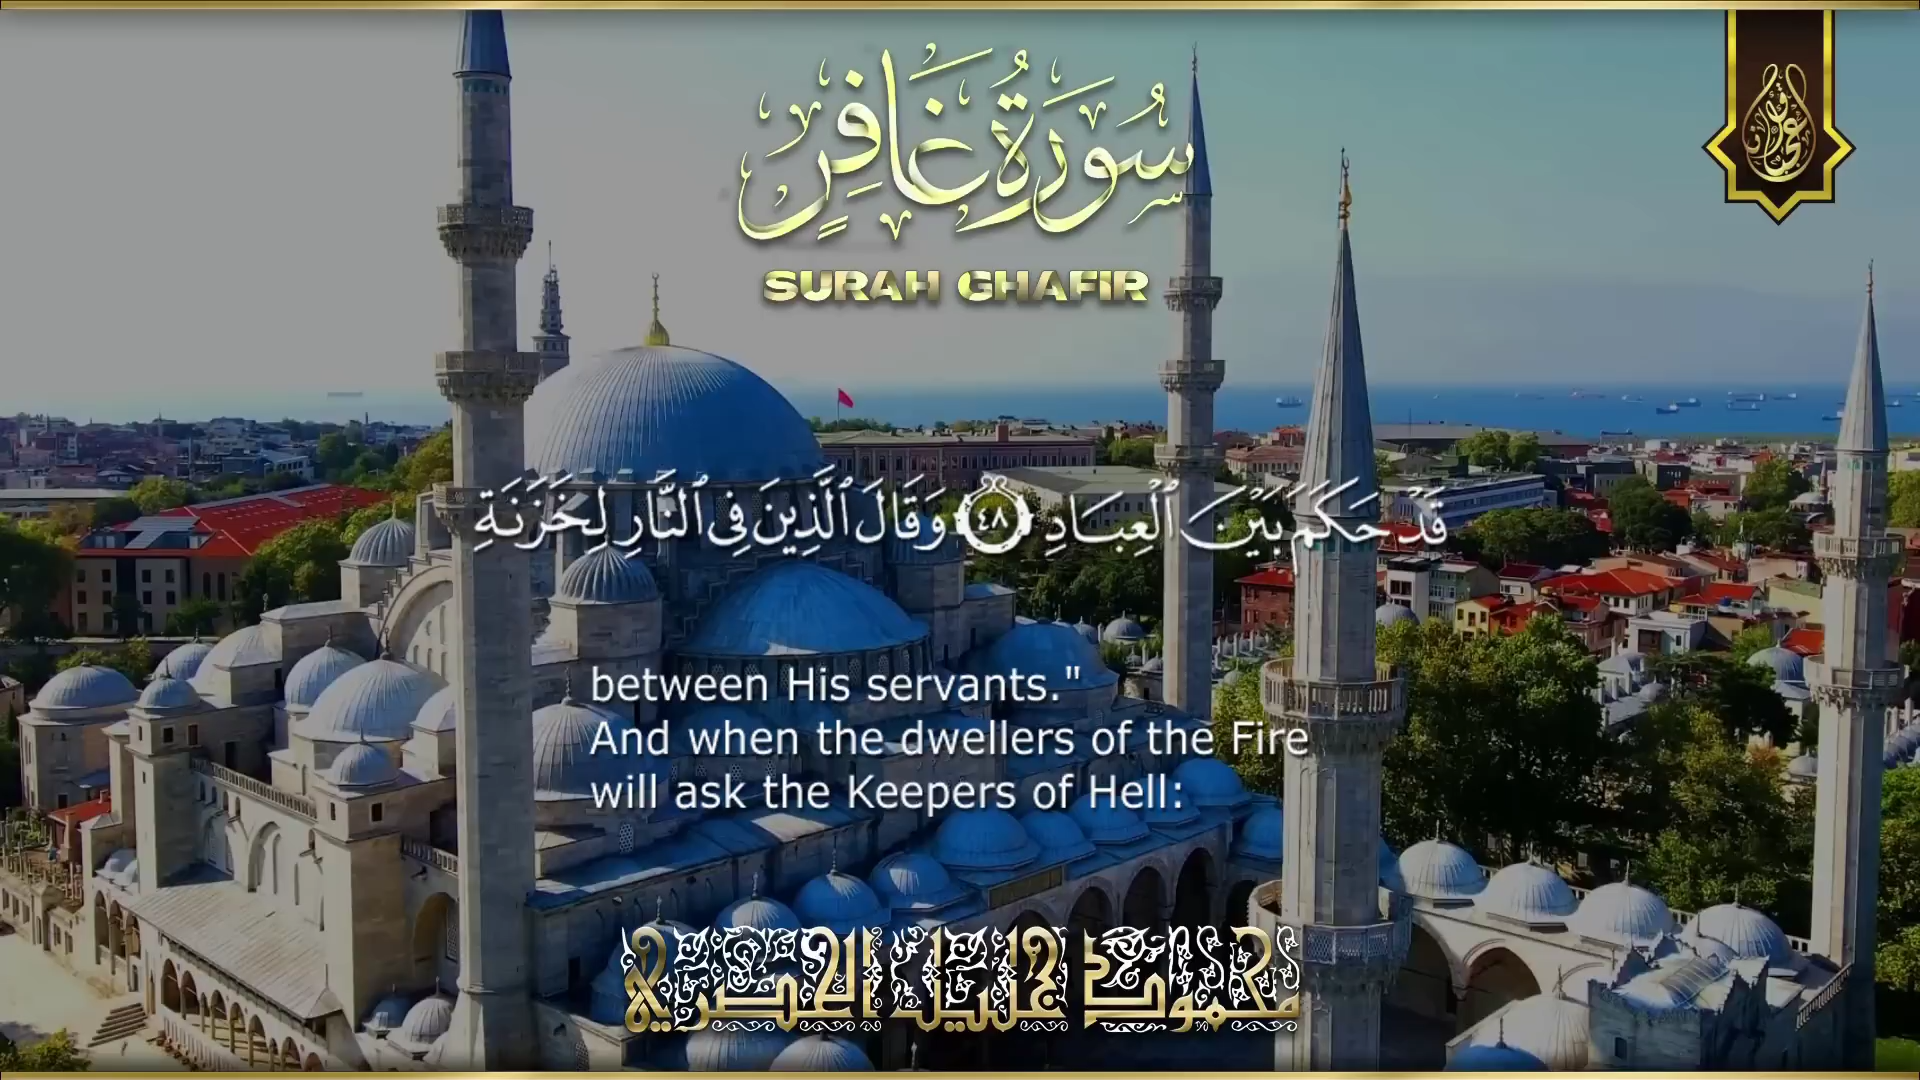 سُورَةُ غَافِرٍ
SURAH GHAFIR
قَدْ حَكَمَ بَيْنَ ٱلْعِبَادِ ٤٨ وَقَالَ ٱلَّذِينَ فِى ٱلنَّارِ لِخَزَنَةِ
between His servants."
And when the dwellers of the Fire
will ask the Keepers of Hell:
محمود خليل الحصري